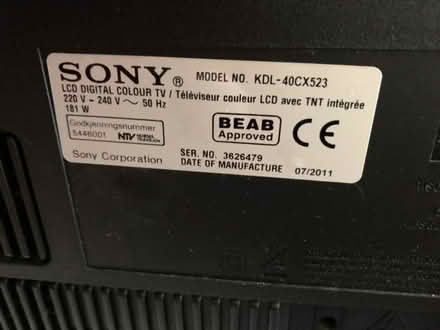 SONY® MODEL NO. KDL-40CX523
LCD DIGITAL COLOUR TV / Téléviseur couleur LCD avec TNT intégrée
220 V - 240 V ~ 50 Hz
181 W
Godkjenningsnummer
5446001 NTV
BEAB
Approved
CE
Sony Corporation
SER. NO. 3626479
DATE OF MANUFACTURE 07/2011